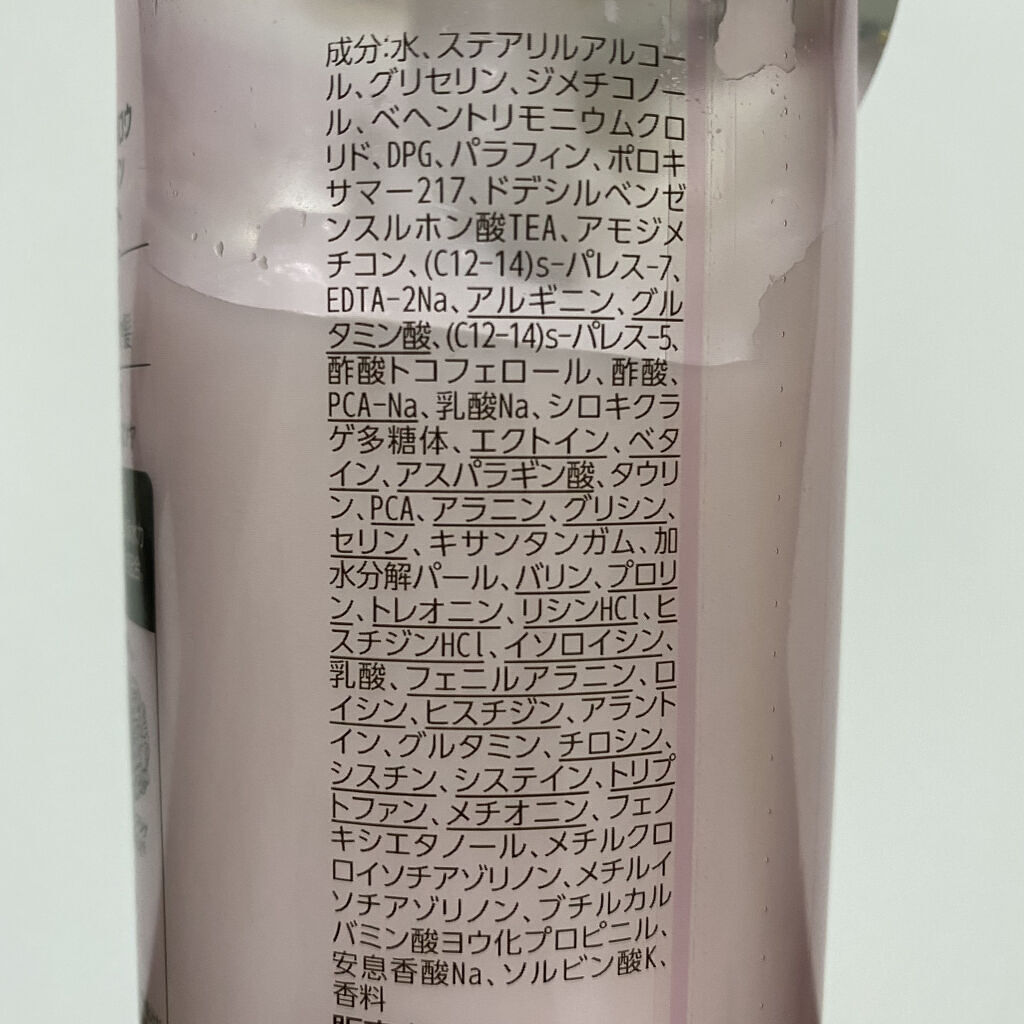 成分:水、ステアリルアルコー
ル、グリセリン、ジメチコノー
ル、ベヘントリモニウムクロ
リド、DPG、パラフィン、ポロキ
サマー217、ドデシルベンゼ
ンスルホン酸TEA、アモジメ
チコン、(C12-14)s-パレス-7、
EDTA-2Na、アルギニン、グル
タミン酸、(C12-14)s-パレス-5、
酢酸トコフェロール、酢酸、
PCA-Na、乳酸Na、シロキクラ
ゲ多糖体、エクトイン、ベタ
イン、アスパラギン酸、タウリ
ン、PCA、アラニン、グリシン、
セリン、キサンタンガム、加
水分解パール、バリン、プロリ
ン、トレオニン、リシンHCl、ヒ
スチジンHCl、イソロイシン、
乳酸、フェニルアラニン、ロ
イシン、ヒスチジン、アラント
イン、グルタミン、チロシン、
シスチン、システイン、トリプ
トファン、メチオニン、フェノ
キシエタノール、メチルクロ
ロイソチアゾリノン、メチルイ
ソチアゾリノン、ブチルカル
バミン酸ヨウ化プロピニル、
安息香酸Na、ソルビン酸K、
香料